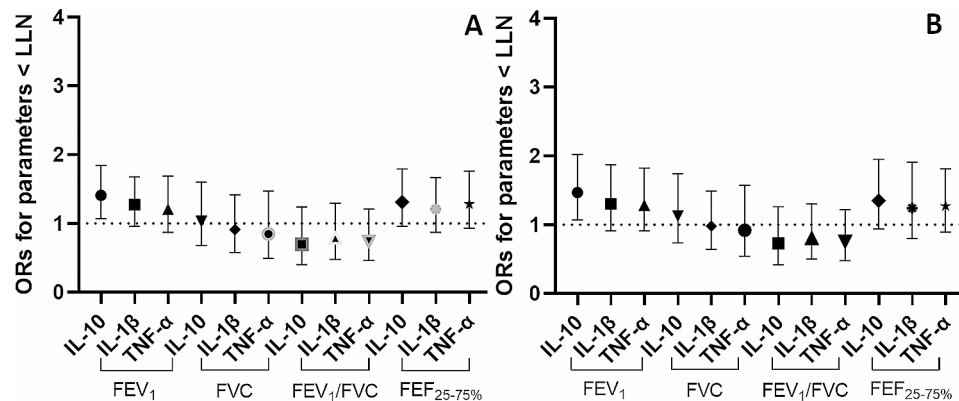 A
ORs for parameters < LLN
4
3
2
1
0
IL-10 IL-1β TNF-α IL-10 IL-1β TNF-α IL-10 IL-1β TNF-α IL-10 IL-1β TNF-α
FEV₁ FVC FEV₁/FVC FEF₂₅₋₇₅%
B
ORs for parameters < LLN
4
3
2
1
0
IL-10 IL-1β TNF-α IL-10 IL-1β TNF-α IL-10 IL-1β TNF-α IL-10 IL-1β TNF-α
FEV₁ FVC FEV₁/FVC FEF₂₅₋₇₅%